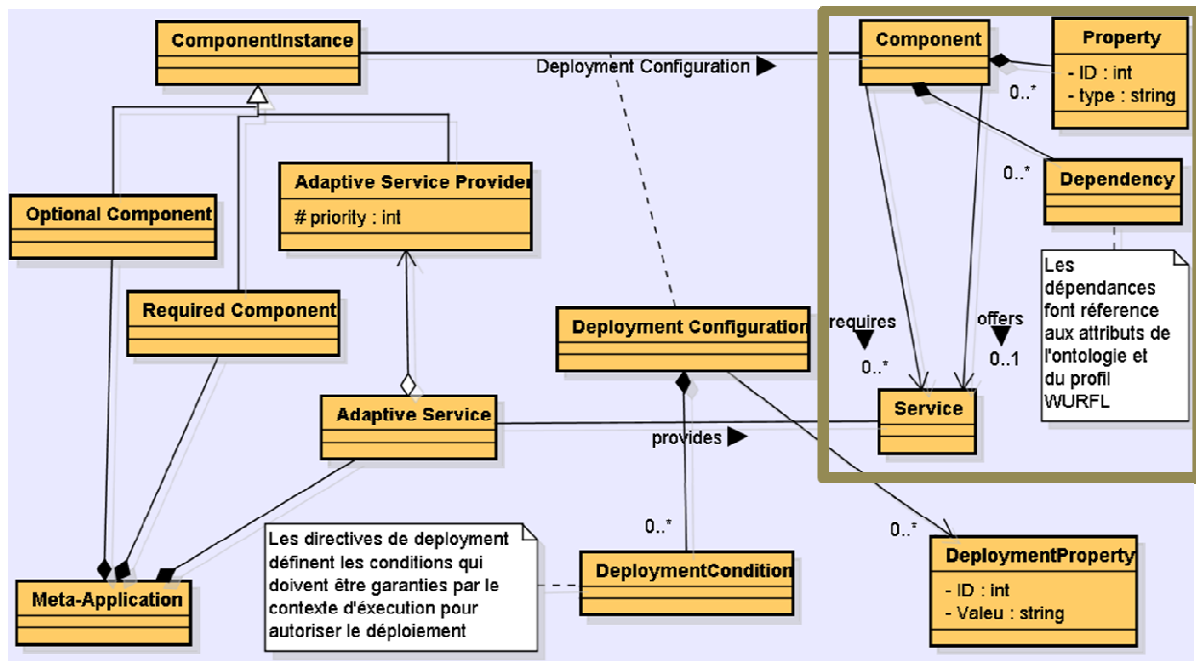 ComponentInstance
Deployment Configuration
Component
0..*
Property
- ID : int
- type : string
0..*
Dependency
Adaptive Service Provider
# priority : int
Optional Component
Required Component
Deployment Configuration
requires
0..*
offers
0..1
Les
dépendances
font réference
aux attributs de
l'ontologie et
du profil
WURFL
Adaptive Service
provides
Service
0..*
0..*
Les directives de deployment
définent les conditions qui
doivent être garanties par le
contexte d'éxecution pour
autoriser le déploiement
DeploymentCondition
DeploymentProperty
- ID : int
- Valeu : string
Meta-Application